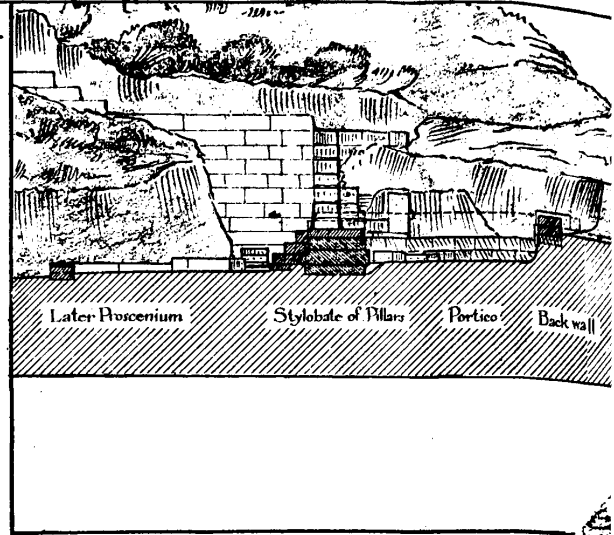 Later Proscenium
Stylobate of Pillars
Portico
Back wall